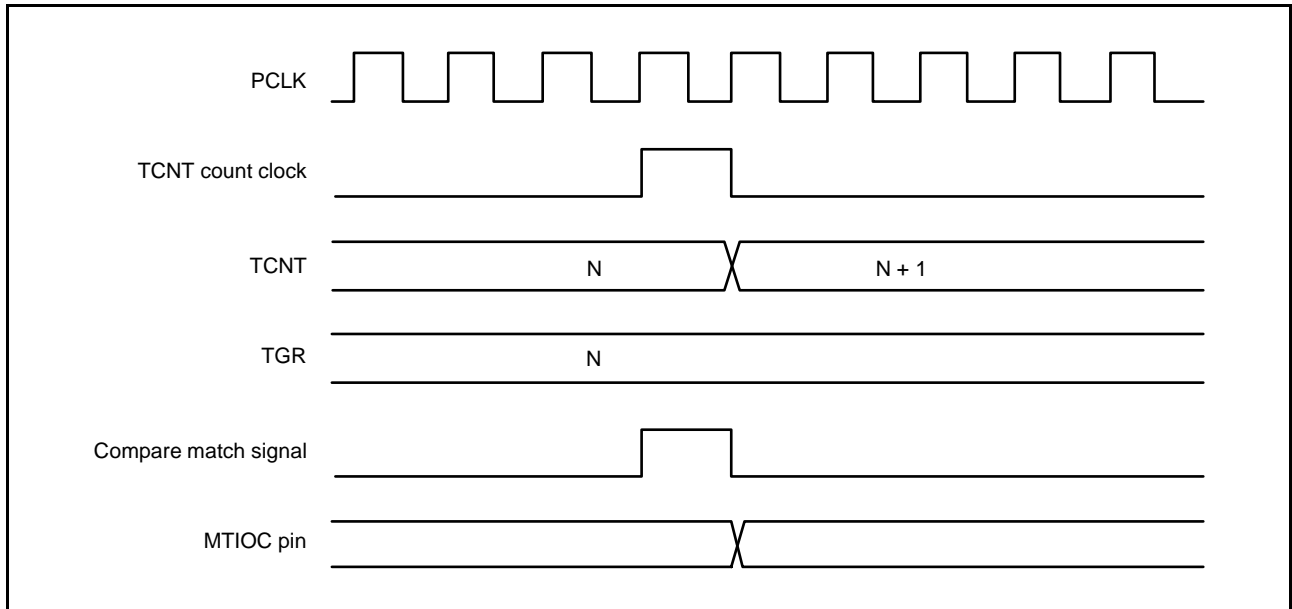 PCLK
TCNT count clock
TCNT
N
N + 1
TGR
N
Compare match signal
MTIOC pin